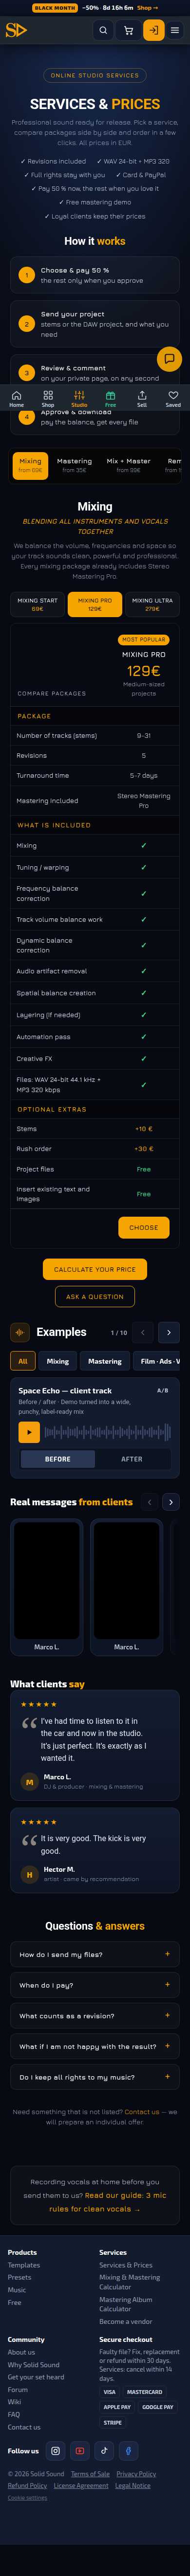 BLACK MONTH -50% 8d 16h 6m Shop →
ONLINE STUDIO SERVICES
SERVICES & PRICES
Professional sound ready for release. Pick a service,
compare packages side by side and order in a few
clicks. All prices in EUR.
✓ Revisions included ✓ WAV 24-bit + MP3 320
✓ Full rights stay with you ✓ Card & PayPal
✓ Pay 50 % now, the rest when you love it
✓ Free mastering demo
✓ Loyal clients keep their prices
How it works
1 Choose & pay 50 %
the rest only when you approve
2 Send your project
stems or the DAW project, and what you
need
3 Review & comment
on your private page, on any second
Home Shop Studio Free Sell Saved
4 Approve & download
pay the balance, get every file
Mixing Mastering Mix + Master
from 69€ from 35€ from 99€
Mixing
BLENDING ALL INSTRUMENTS AND VOCALS
TOGETHER
We balance the volume, frequencies and space so
your track sounds clean, powerful and professional.
Every mixing package already includes Stereo
Mastering Pro.
MIXING START MIXING PRO MIXING ULTRA
69€ 129€ 279€
MOST POPULAR
MIXING PRO
129€
Medium-sized
projects
COMPARE PACKAGES
PACKAGE
Number of tracks (stems) 9-31
Revisions 5
Turnaround time 5-7 days
Mastering included Stereo Mastering
Pro
WHAT IS INCLUDED
Mixing ✓
Tuning / warping ✓
Frequency balance
correction ✓
Track volume balance work ✓
Dynamic balance
correction ✓
Audio artifact removal ✓
Spatial balance creation ✓
Layering (if needed) ✓
Automation pass ✓
Creative FX ✓
Files: WAV 24-bit 44.1 kHz +
MP3 320 kbps ✓
OPTIONAL EXTRAS
Stems +10 €
Rush order +30 €
Project files Free
Insert existing text and
images Free
CHOOSE
CALCULATE YOUR PRICE
ASK A QUESTION
Examples 1 / 10
All Mixing Mastering Film · Ads · V
Space Echo — client track A/B
Before / after · Demo turned into a wide,
punchy, label-ready mix
BEFORE AFTER
Real messages from clients
Marco L. Marco L.
What clients say
★★★★★
I've had time to listen to it in
the car and now in the studio.
It's just perfect. It's exactly as I
wanted it.
M Marco L.
DJ & producer · mixing & mastering
★★★★★
It is very good. The kick is very
good.
H Hector M.
artist · came by recommendation
Questions & answers
How do I send my files? +
When do I pay? +
What counts as a revision? +
What if I am not happy with the result? +
Do I keep all rights to my music? +
Need something that is not listed? Contact us — we
will prepare an individual offer.
Recording vocals at home before you
send them to us? Read our guide: 3 mic
rules for clean vocals →
Products Services
Templates Services & Prices
Presets Mixing & Mastering
Calculator
Music Mastering Album
Calculator
Free Become a vendor
Community Secure checkout
About us Faulty file? Fix, replacement
or refund within 30 days.
Services: cancel within 14
days.
Why Solid Sound
Get your set heard
VISA MASTERCARD
Forum
APPLE PAY GOOGLE PAY
Wiki
STRIPE
FAQ
Contact us
Follow us
© 2026 Solid Sound Terms of Sale Privacy Policy
Refund Policy License Agreement Legal Notice
Cookie settings